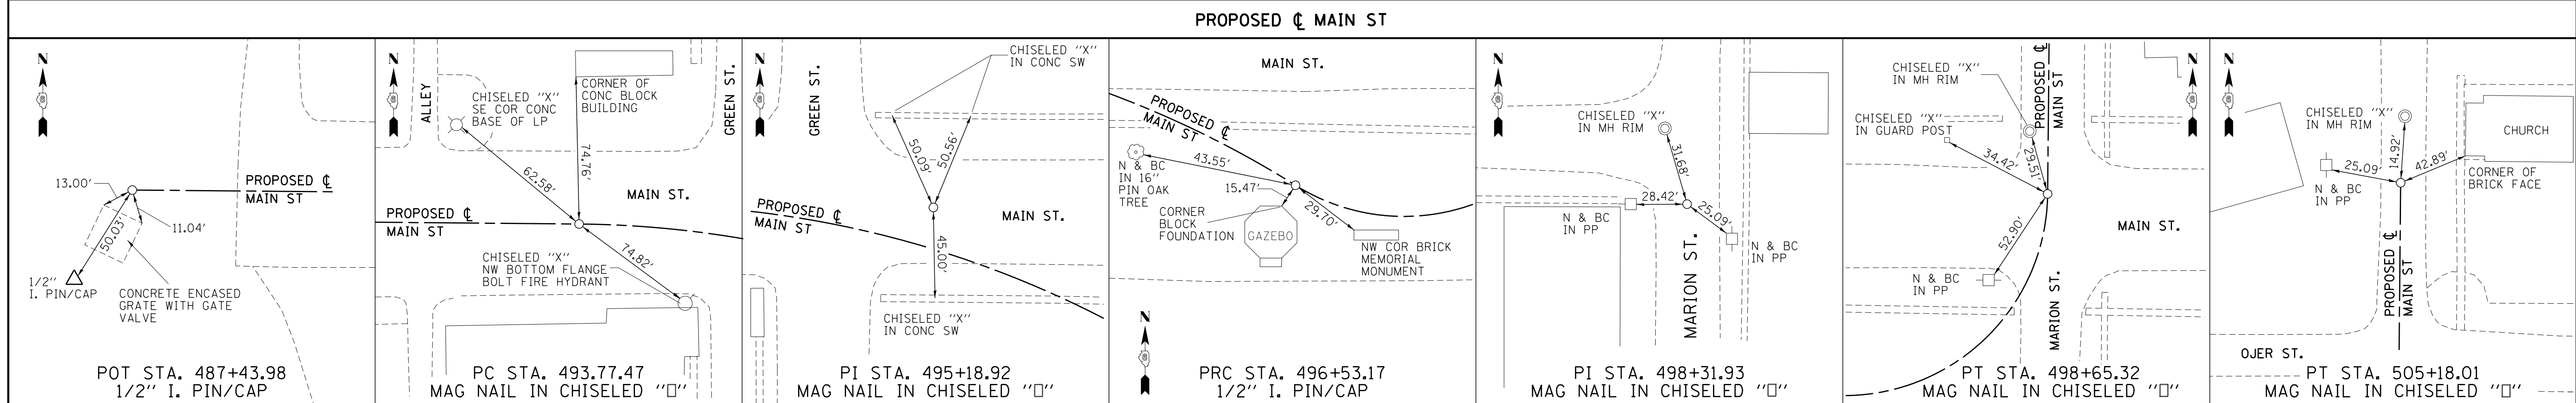 PROPOSED ℄ MAIN ST
N
13.00'
PROPOSED ℄
MAIN ST
11.04'
50.03'
1/2" I. PIN/CAP
CONCRETE ENCASED
GRATE WITH GATE
VALVE
POT STA. 487+43.98
1/2" I. PIN/CAP
N
ALLEY
CHISELED "X"
SE COR CONC
BASE OF LP
CORNER OF
CONC BLOCK
BUILDING
GREEN ST.
74.76'
62.58'
MAIN ST.
PROPOSED ℄
MAIN ST
74.82'
CHISELED "X"
NW BOTTOM FLANGE
BOLT FIRE HYDRANT
PC STA. 493.77.47
MAG NAIL IN CHISELED "□"
N
GREEN ST.
CHISELED "X"
IN CONC SW
50.09'
50.56'
PROPOSED ℄
MAIN ST
MAIN ST.
45.00'
CHISELED "X"
IN CONC SW
PI STA. 495+18.92
MAG NAIL IN CHISELED "□"
MAIN ST.
PROPOSED ℄
MAIN ST
43.55'
N & BC
IN 16"
PIN OAK
TREE
15.47'
CORNER
BLOCK
FOUNDATION
GAZEBO
29.70'
NW COR BRICK
MEMORIAL
MONUMENT
N
PRC STA. 496+53.17
1/2" I. PIN/CAP
N
CHISELED "X"
IN MH RIM
31.68'
28.42'
25.09'
N & BC
IN PP
N & BC
IN PP
MARION ST.
PI STA. 498+31.93
MAG NAIL IN CHISELED "□"
CHISELED "X"
IN MH RIM
PROPOSED ℄
MAIN ST
N
CHISELED "X"
IN GUARD POST
34.42'
29.51'
52.90'
MAIN ST.
N & BC
IN PP
MARION ST.
PT STA. 498+65.32
MAG NAIL IN CHISELED "□"
N
CHISELED "X"
IN MH RIM
CHURCH
25.09'
14.92'
42.89'
N & BC
IN PP
CORNER OF
BRICK FACE
PROPOSED ℄
MAIN ST
OJER ST.
PT STA. 505+18.01
MAG NAIL IN CHISELED "□"